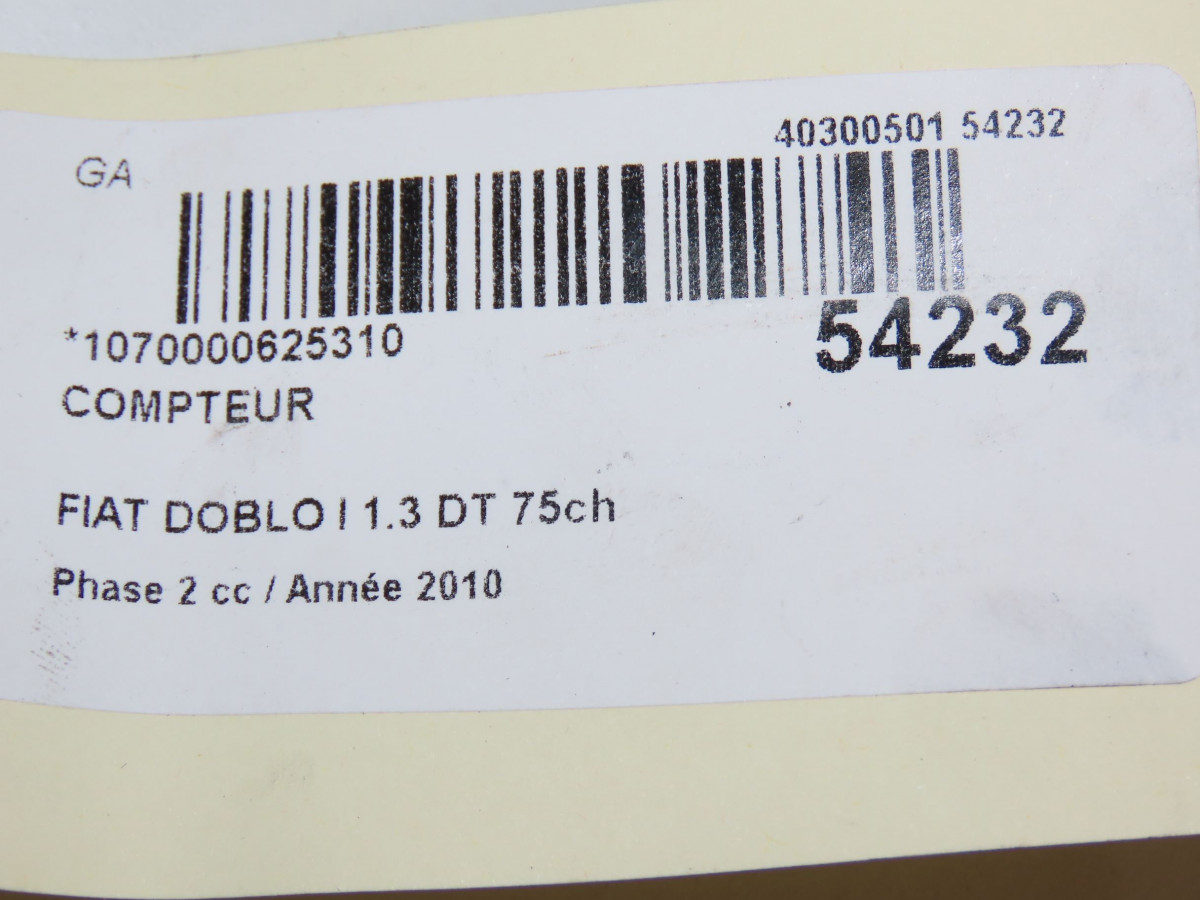 40300501 54232
GA
*1070000625310
54232
COMPTEUR
FIAT DOBLO I 1.3 DT 75ch
Phase 2 cc / Année 2010